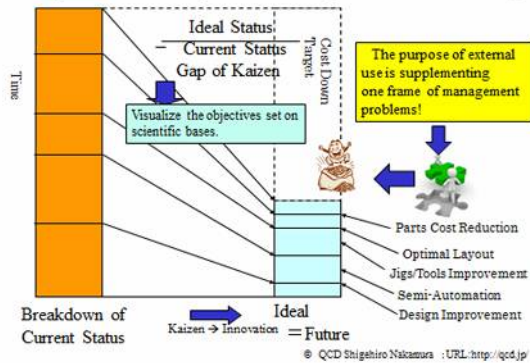 Time
Ideal Status
− Current Status
Gap of Kaizen
Cost Down
Target
The purpose of external
use is supplementing
one frame of management
problems!
Visualize the objectives set on
scientific bases.
Parts Cost Reduction
Optimal Layout
Jigs/Tools Improvement
Semi-Automation
Design Improvement
Breakdown of
Current Status
Kaizen → Innovation
Ideal
= Future
© QCD Shigehiro Nakamura : URL:http://qcd.jp/